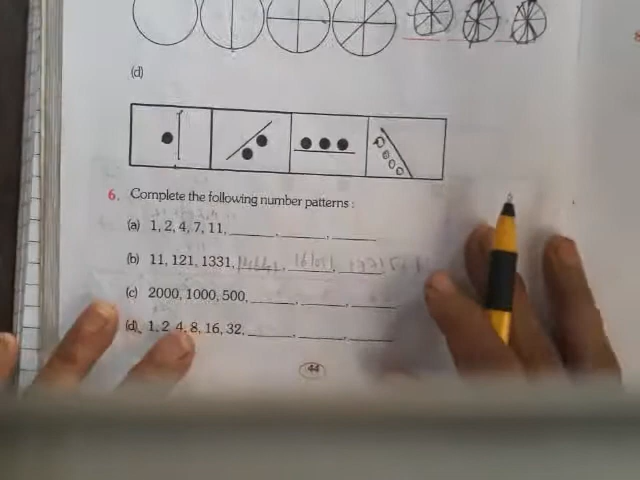 (d)
6. Complete the following number patterns :
(a) 1, 2, 4, 7, 11, ______, ______, ______
(b) 11, 121, 1331, 14641, 161051, 
(c) 2000, 1000, 500, ______, ______, ______
(d) 1, 2 4, 8, 16, 32, ______, ______, ______
44